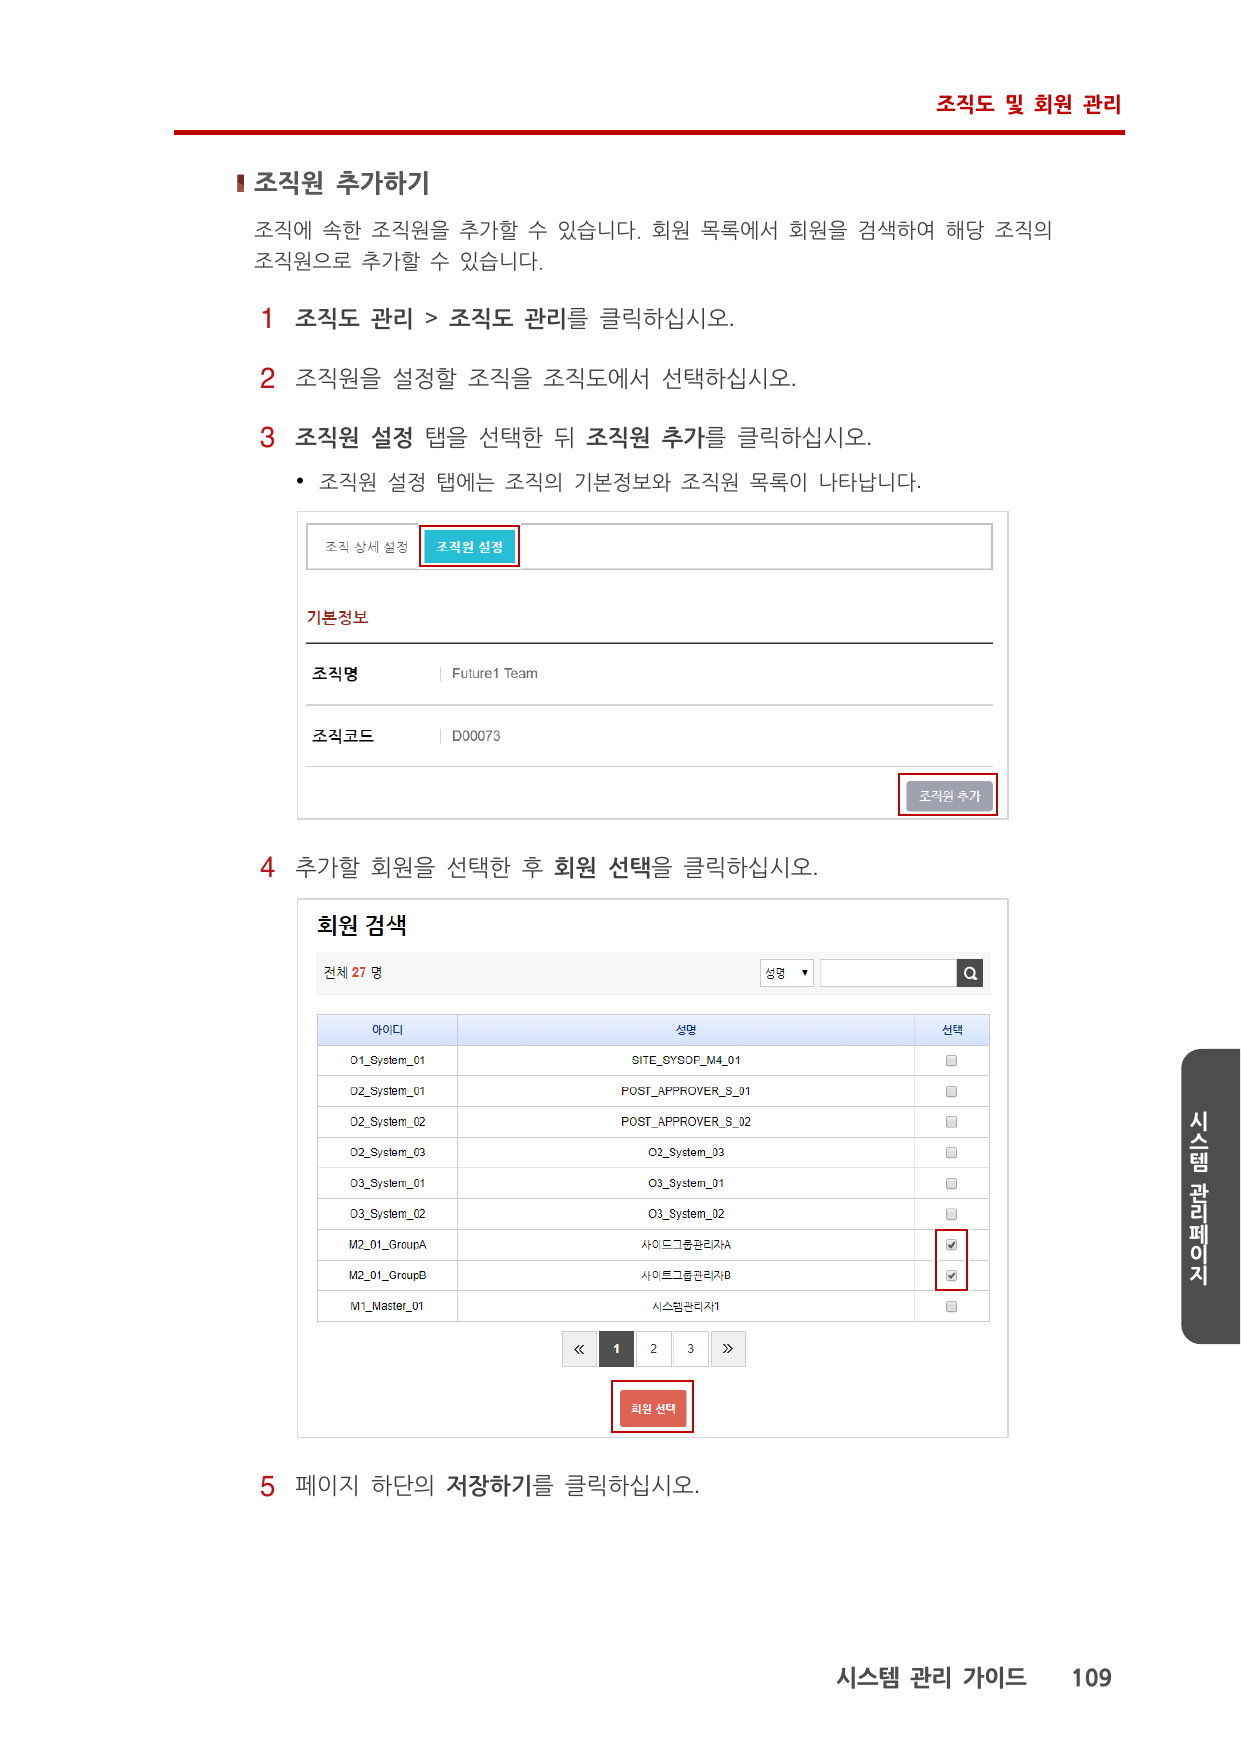 조직도 및 회원 관리
조직원 추가하기
조직에 속한 조직원을 추가할 수 있습니다. 회원 목록에서 회원을 검색하여 해당 조직의
조직원으로 추가할 수 있습니다.
1 조직도 관리 > 조직도 관리를 클릭하십시오.
2 조직원을 설정할 조직을 조직도에서 선택하십시오.
3 조직원 설정 탭을 선택한 뒤 조직원 추가를 클릭하십시오.
• 조직원 설정 탭에는 조직의 기본정보와 조직원 목록이 나타납니다.
조직 상세 설정 조직원 설정
기본정보
조직명 Future1 Team
조직코드 D00073
조직원 추가
4 추가할 회원을 선택한 후 회원 선택을 클릭하십시오.
회원 검색
전체 27 명 성명 ▼
아이디 성명 선택
O1_System_01 SITE_SYSOP_M4_01
O2_System_01 POST_APPROVER_S_01
O2_System_02 POST_APPROVER_S_02
O2_System_03 O2_System_03
O3_System_01 O3_System_01
O3_System_02 O3_System_02
M2_01_GroupA 사이트그룹관리자A
M2_01_GroupB 사이트그룹관리자B
M1_Master_01 시스템관리자1
« 1 2 3 »
회원 선택
5 페이지 하단의 저장하기를 클릭하십시오.
시스템 관리페이지
시스템 관리 가이드 109